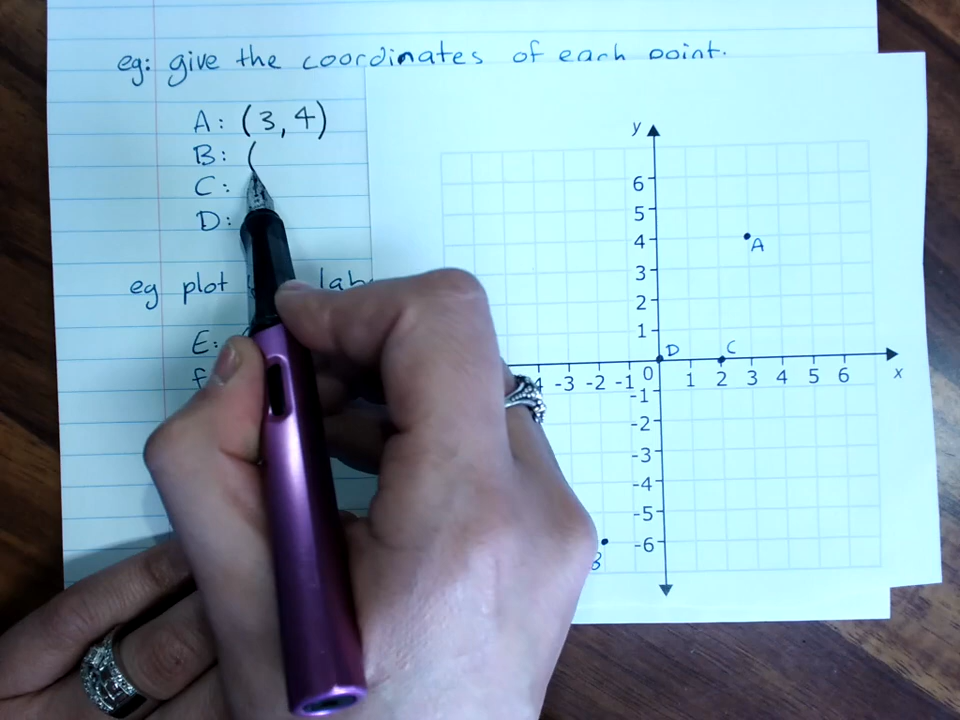 eg: give the coordinates of each point.
A: (3, 4)
B: (
C:
D:
eg plot
E:
y
6
5
4
3
2
1
0
-1
-2
-3
-4
-5
-6
4 -3 -2 -1 1 2 3 4 5 6
x
A
D
C
B